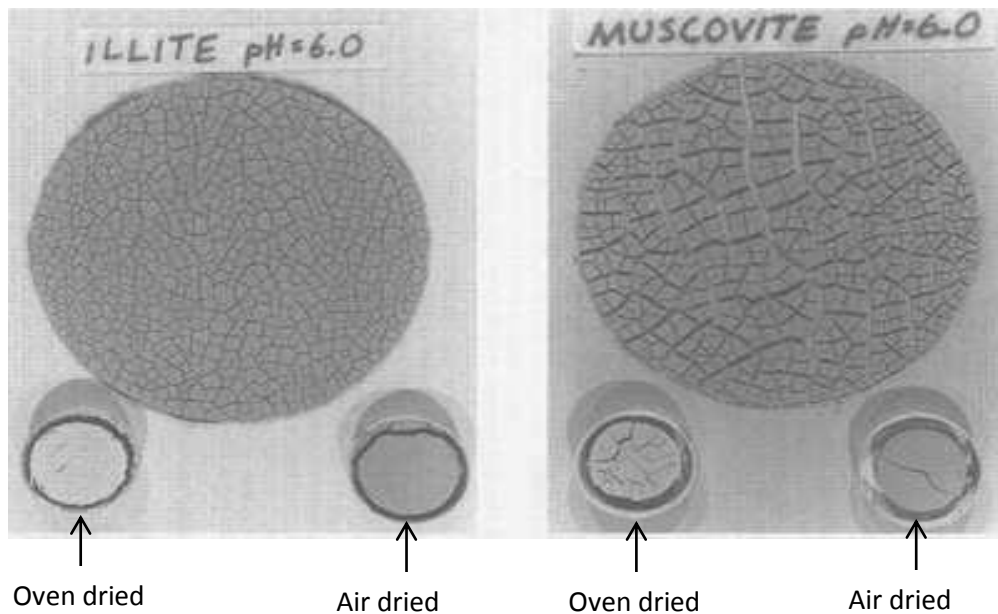 ILLITE pH=6.0
MUSCOVITE pH=6.0
Oven dried
Air dried
Oven dried
Air dried